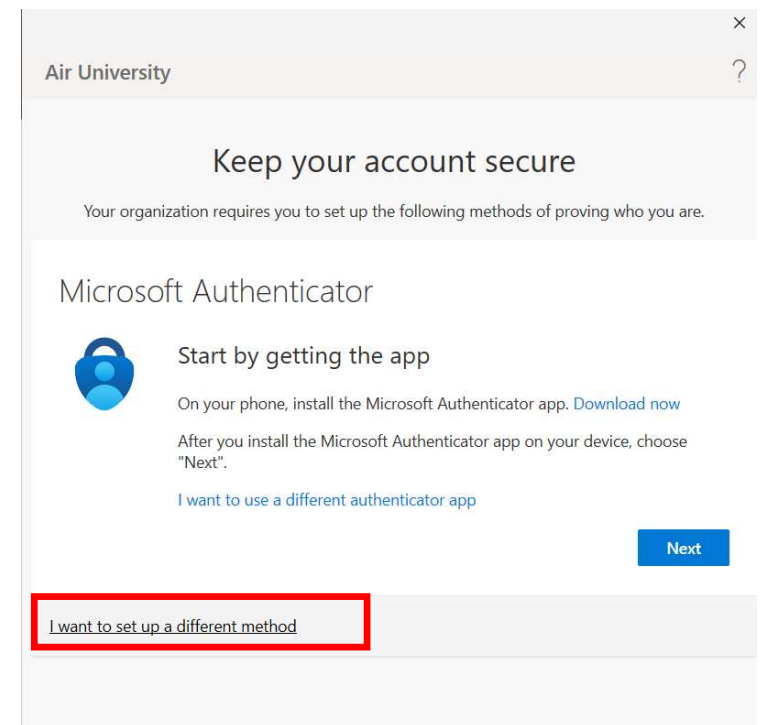 ×
Air University
?
Keep your account secure
Your organization requires you to set up the following methods of proving who you are.
Microsoft Authenticator
Start by getting the app
On your phone, install the Microsoft Authenticator app. Download now
After you install the Microsoft Authenticator app on your device, choose
"Next".
I want to use a different authenticator app
Next
I want to set up a different method